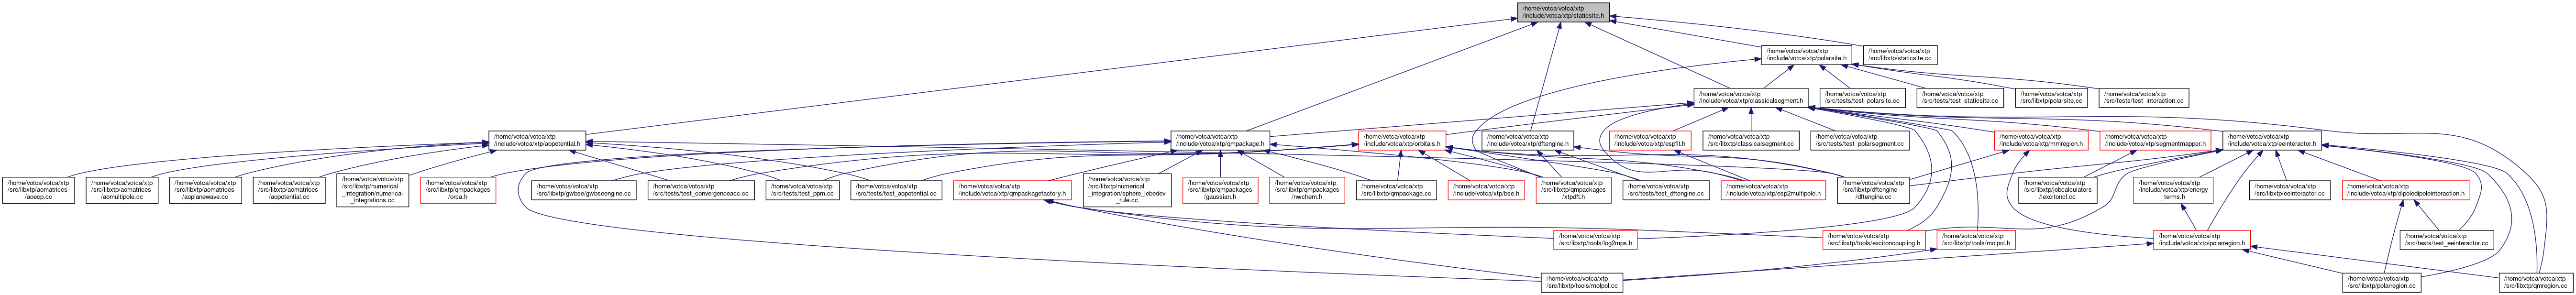 /home/votca/votca/xtp
/include/votca/xtp/staticsite.h
/home/votca/votca/xtp
/include/votca/xtp/polarsite.h
/home/votca/votca/xtp
/src/libxtp/staticsite.cc
/home/votca/votca/xtp
/include/votca/xtp/classicalsegment.h
/home/votca/votca/xtp
/src/tests/test_polarsite.cc
/home/votca/votca/xtp
/src/tests/test_staticsite.cc
/home/votca/votca/xtp
/src/libxtp/polarsite.cc
/home/votca/votca/xtp
/src/tests/test_interaction.cc
/home/votca/votca/xtp
/include/votca/xtp/aopotential.h
/home/votca/votca/xtp
/include/votca/xtp/qmpackage.h
/home/votca/votca/xtp
/include/votca/xtp/orbitals.h
/home/votca/votca/xtp
/include/votca/xtp/dftengine.h
/home/votca/votca/xtp
/include/votca/xtp/espfit.h
/home/votca/votca/xtp
/src/libxtp/classicalsegment.cc
/home/votca/votca/xtp
/src/tests/test_polarsegment.cc
/home/votca/votca/xtp
/include/votca/xtp/mmregion.h
/home/votca/votca/xtp
/include/votca/xtp/segmentmapper.h
/home/votca/votca/xtp
/include/votca/xtp/eeinteractor.h
/home/votca/votca/xtp
/src/libxtp/aomatrices
/aoecp.cc
/home/votca/votca/xtp
/src/libxtp/aomatrices
/aomultipole.cc
/home/votca/votca/xtp
/src/libxtp/aomatrices
/aoplanewave.cc
/home/votca/votca/xtp
/src/libxtp/aomatrices
/aopotential.cc
/home/votca/votca/xtp
/src/libxtp/numerical
_integration/numerical
_integrations.cc
/home/votca/votca/xtp
/src/libxtp/qmpackages
/orca.h
/home/votca/votca/xtp
/src/libxtp/gwbse/gwbseengine.cc
/home/votca/votca/xtp
/src/tests/test_convergenceacc.cc
/home/votca/votca/xtp
/src/tests/test_ppm.cc
/home/votca/votca/xtp
/src/tests/test_aopotential.cc
/home/votca/votca/xtp
/include/votca/xtp/qmpackagefactory.h
/home/votca/votca/xtp
/src/libxtp/numerical
_integration/sphere_lebedev
_rule.cc
/home/votca/votca/xtp
/src/libxtp/qmpackages
/gaussian.h
/home/votca/votca/xtp
/src/libxtp/qmpackages
/nwchem.h
/home/votca/votca/xtp
/src/libxtp/qmpackage.cc
/home/votca/votca/xtp
/include/votca/xtp/bse.h
/home/votca/votca/xtp
/src/libxtp/qmpackages
/xtpdft.h
/home/votca/votca/xtp
/src/tests/test_dftengine.cc
/home/votca/votca/xtp
/include/votca/xtp/esp2multipole.h
/home/votca/votca/xtp
/src/libxtp/dftengine
/dftengine.cc
/home/votca/votca/xtp
/src/libxtp/jobcalculators
/iexcitoncl.cc
/home/votca/votca/xtp
/include/votca/xtp/energy
_terms.h
/home/votca/votca/xtp
/src/libxtp/eeinteractor.cc
/home/votca/votca/xtp
/include/votca/xtp/dipoledipoleinteraction.h
/home/votca/votca/xtp
/src/libxtp/tools/log2mps.h
/home/votca/votca/xtp
/src/libxtp/tools/excitoncoupling.h
/home/votca/votca/xtp
/src/libxtp/tools/molpol.h
/home/votca/votca/xtp
/include/votca/xtp/polarregion.h
/home/votca/votca/xtp
/src/tests/test_eeinteractor.cc
/home/votca/votca/xtp
/src/libxtp/tools/molpol.cc
/home/votca/votca/xtp
/src/libxtp/polarregion.cc
/home/votca/votca/xtp
/src/libxtp/qmregion.cc